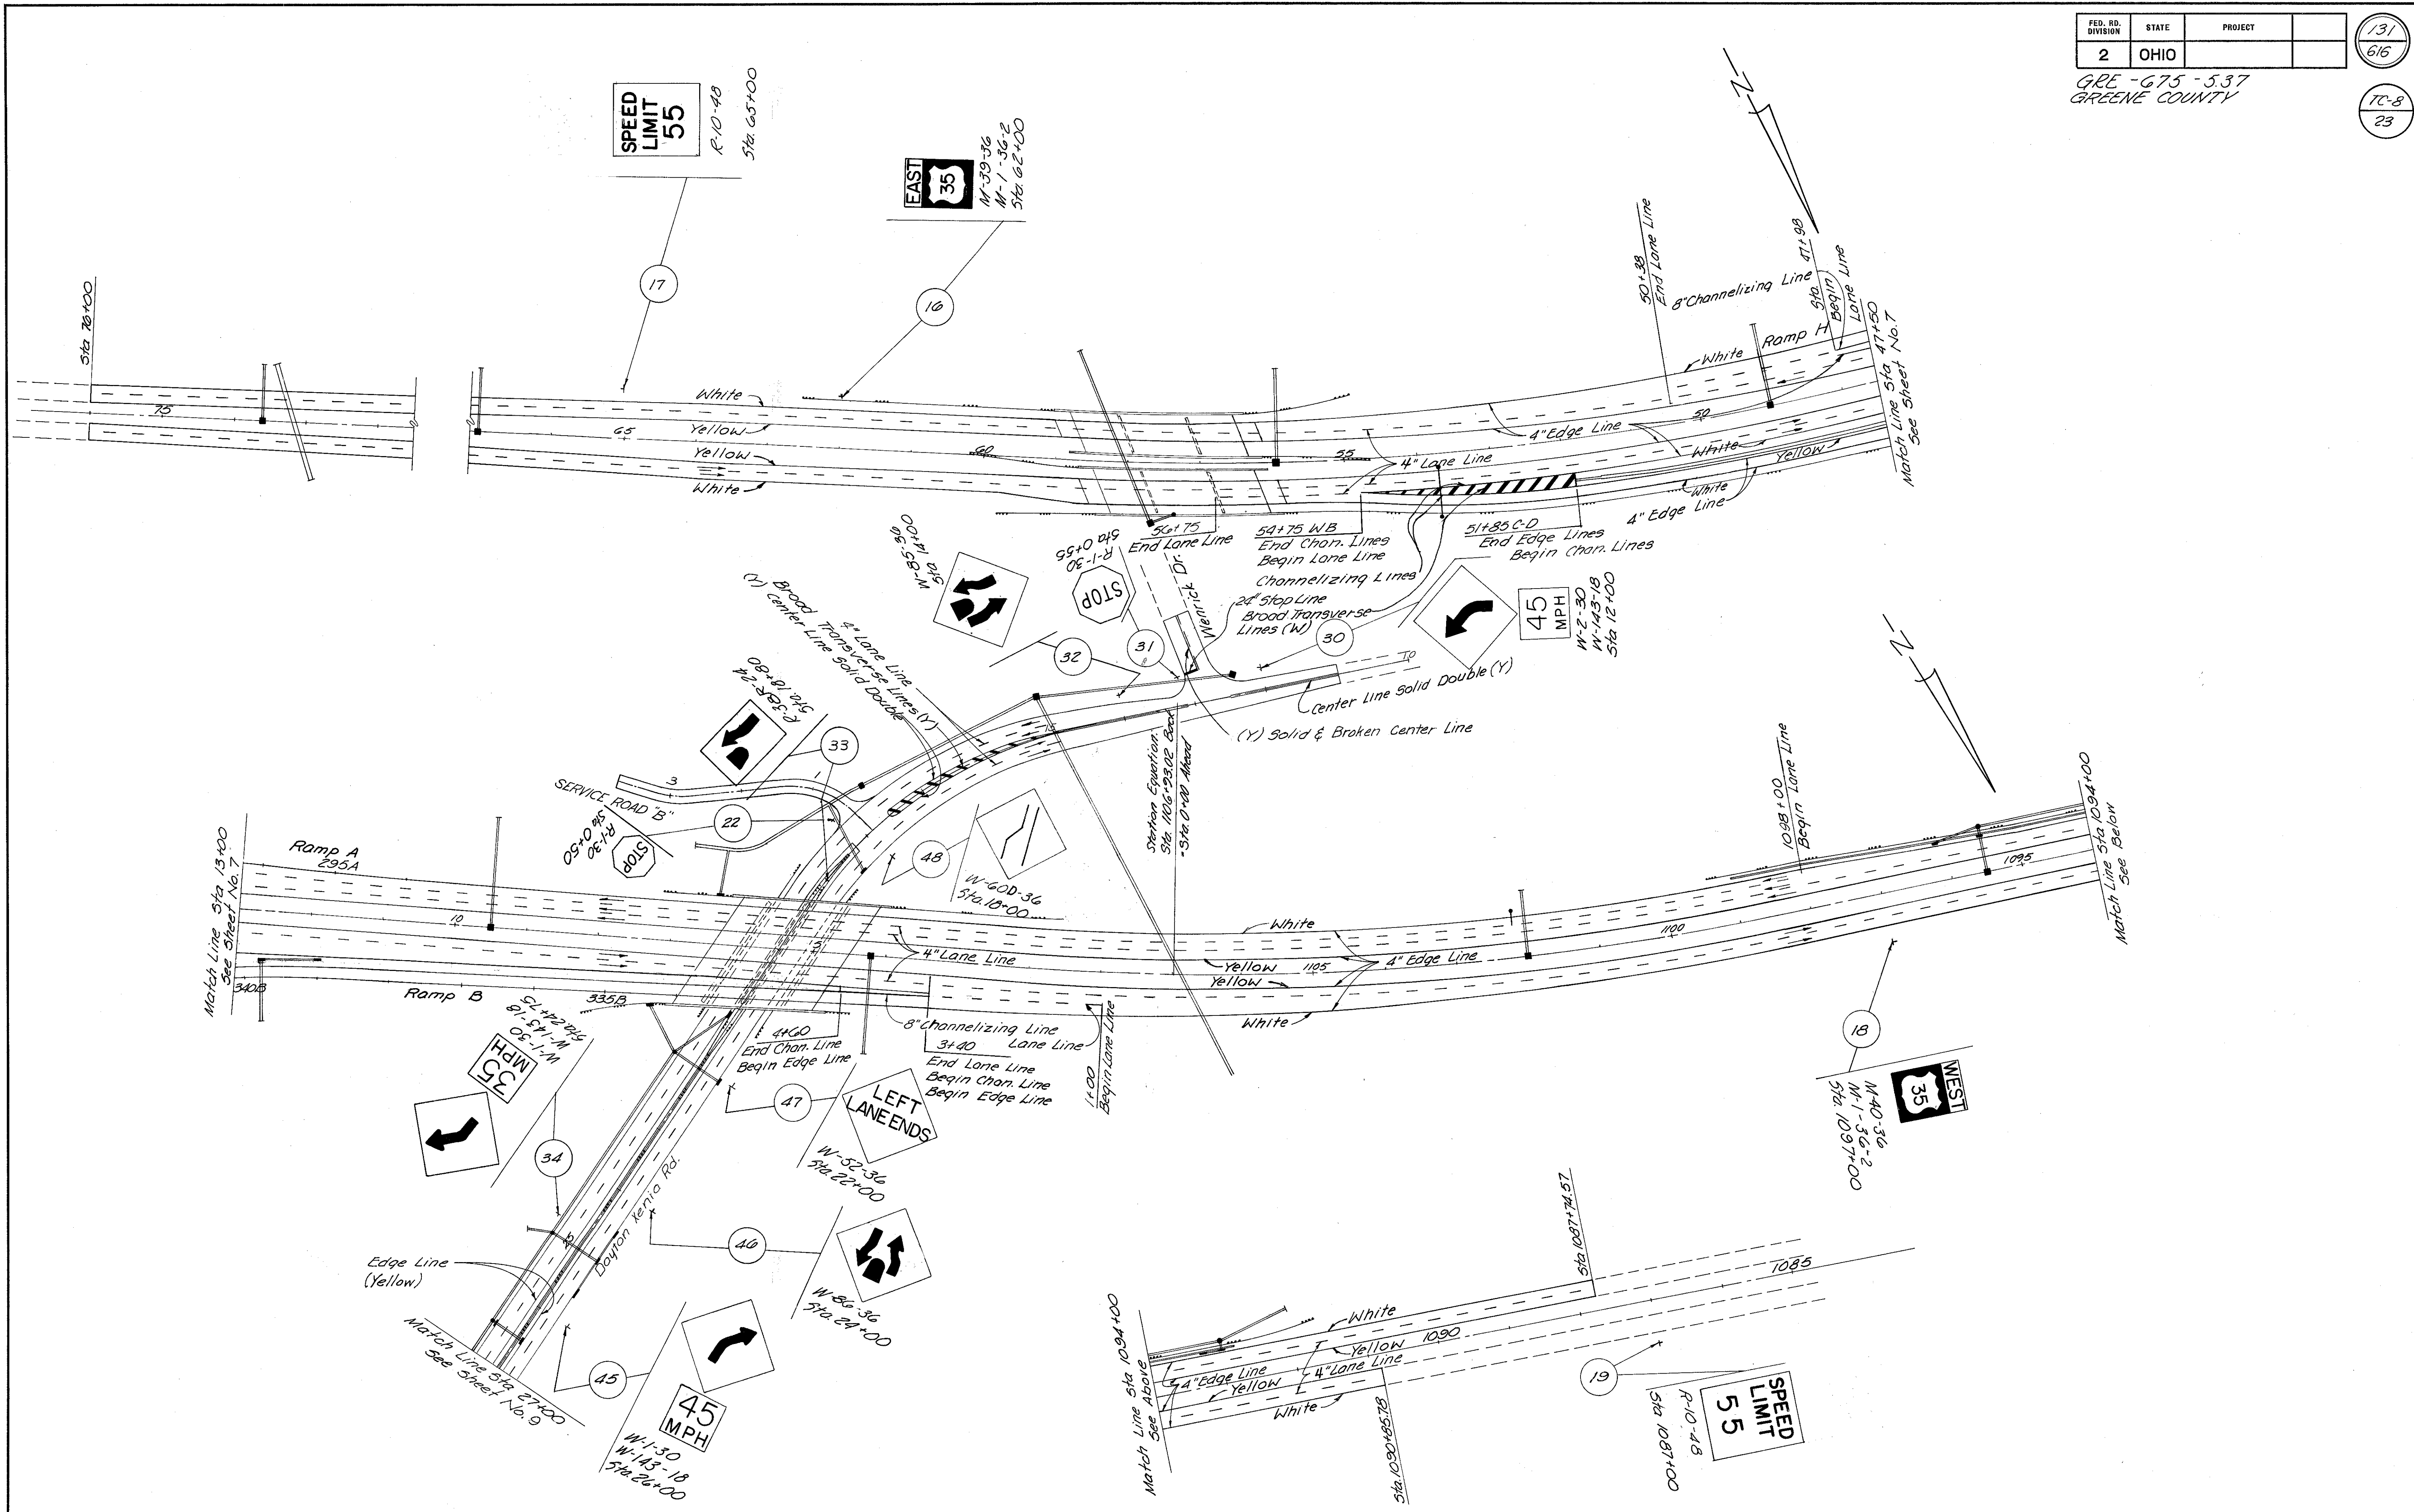 FED. RD. DIVISION STATE PROJECT
2 OHIO
131
616
GRE - 675 - 5.37
GREENE COUNTY
TC-8
23
SPEED
LIMIT
55
R-10-48
Sta. 65+00
EAST
35
M-39-36
M-1-36-2
Sta. 62+00
17
16
Sta 76+00
75
65
60
55
50
White
Yellow
Yellow
White
-N-
50+38
End Lane Line
8" Channelizing Line
Sta. 47+98
Begin
Lane Line
White
Ramp H
Match Line Sta 47+50
See Sheet No. 7
4" Edge Line
4" Lane Line
White
Yellow
White
4" Edge Line
56+75
End Lane Line
54+75 WB
End Chan. Lines
Begin Lane Line
51+85 C-D
End Edge Lines
Begin Chan. Lines
Channelizing Lines
24" Stop Line
Broad Transverse
Lines (W)
30
45
MPH
W-2-30
W-143-18
Sta 12+00
Wenrick Dr.
Sta 0+55
R-1-30
STOP
31
W-85-36
Sta 14+00
32
10
Center Line Solid Double (Y)
(Y) Solid & Broken Center Line
4" Lane Line
Broad Transverse Lines (Y)
(Y) Center Line Solid Double
15
R-38R-24
Sta. 18+80
33
SERVICE ROAD "B"
3
R-1-30
Sta 0+50
STOP
22
48
W-60D-36
Sta. 18+00
Station Equation:
Sta. 1106+93.02 Back
= Sta. 0+00 Ahead
-N-
1098+00
Begin Lane Line
Match Line Sta 1094+00
See Below
1095
1100
1105
Match Line Sta 13+00
See Sheet No. 7
Ramp A
295A
10
5
4" Lane Line
White
Yellow
Yellow
4" Edge Line
White
340B
Ramp B
335B
4+60
End Chan. Line
Begin Edge Line
8" Channelizing Line
Lane Line
3+40
End Lane Line
Begin Chan. Line
Begin Edge Line
1+00
Begin Lane Line
18
WEST
35
M-40-36
M-1-36-2
Sta. 1097+00
W-1-30
W-143-18
Sta. 24+75
35
MPH
34
47
LEFT
LANE ENDS
W-52-36
Sta. 22+00
Dayton Xenia Rd.
25
46
W-86-36
Sta. 24+00
Edge Line
(Yellow)
Match Line Sta 27+00
See Sheet No. 9
45
45
MPH
W-1-30
W-143-18
Sta. 26+00
Sta 1087+74.57
1085
1090
White
Yellow
4" Edge Line
4" Lane Line
Yellow
White
Match Line Sta 1094+00
See Above
Sta. 1090+85.78
19
SPEED
LIMIT
55
R-10-48
Sta 1087+00